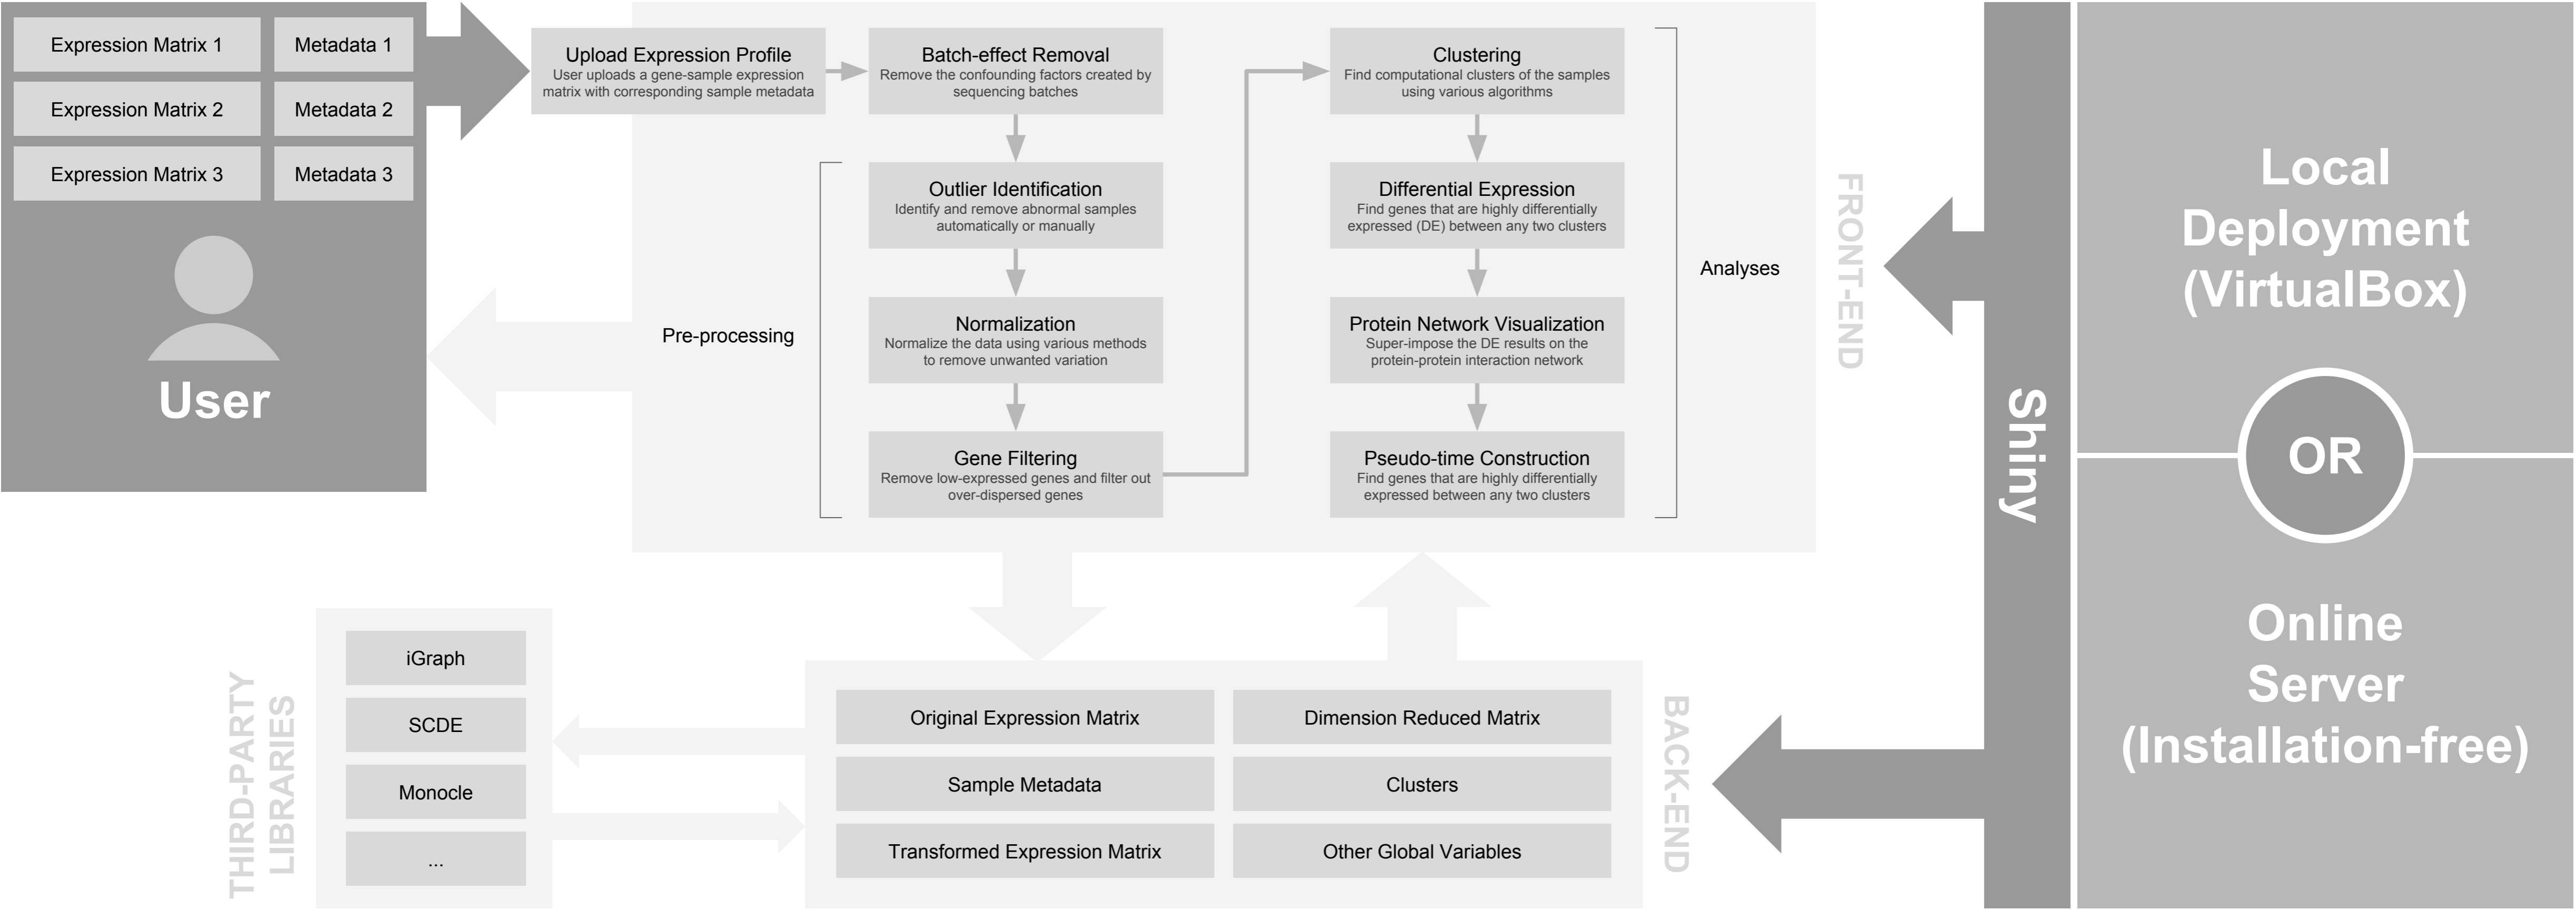 Expression Matrix 1
Metadata 1
Expression Matrix 2
Metadata 2
Expression Matrix 3
Metadata 3
User
Upload Expression Profile
User uploads a gene-sample expression
matrix with corresponding sample metadata
Batch-effect Removal
Remove the confounding factors created by
sequencing batches
Pre-processing
Outlier Identification
Identify and remove abnormal samples
automatically or manually
Normalization
Normalize the data using various methods
to remove unwanted variation
Gene Filtering
Remove low-expressed genes and filter out
over-dispersed genes
Clustering
Find computational clusters of the samples
using various algorithms
Differential Expression
Find genes that are highly differentially
expressed (DE) between any two clusters
Protein Network Visualization
Super-impose the DE results on the
protein-protein interaction network
Pseudo-time Construction
Find genes that are highly differentially
expressed between any two clusters
Analyses
FRONT-END
THIRD-PARTY
LIBRARIES
iGraph
SCDE
Monocle
...
Original Expression Matrix
Dimension Reduced Matrix
Sample Metadata
Clusters
Transformed Expression Matrix
Other Global Variables
BACK-END
Shiny
Local
Deployment
(VirtualBox)
OR
Online
Server
(Installation-free)